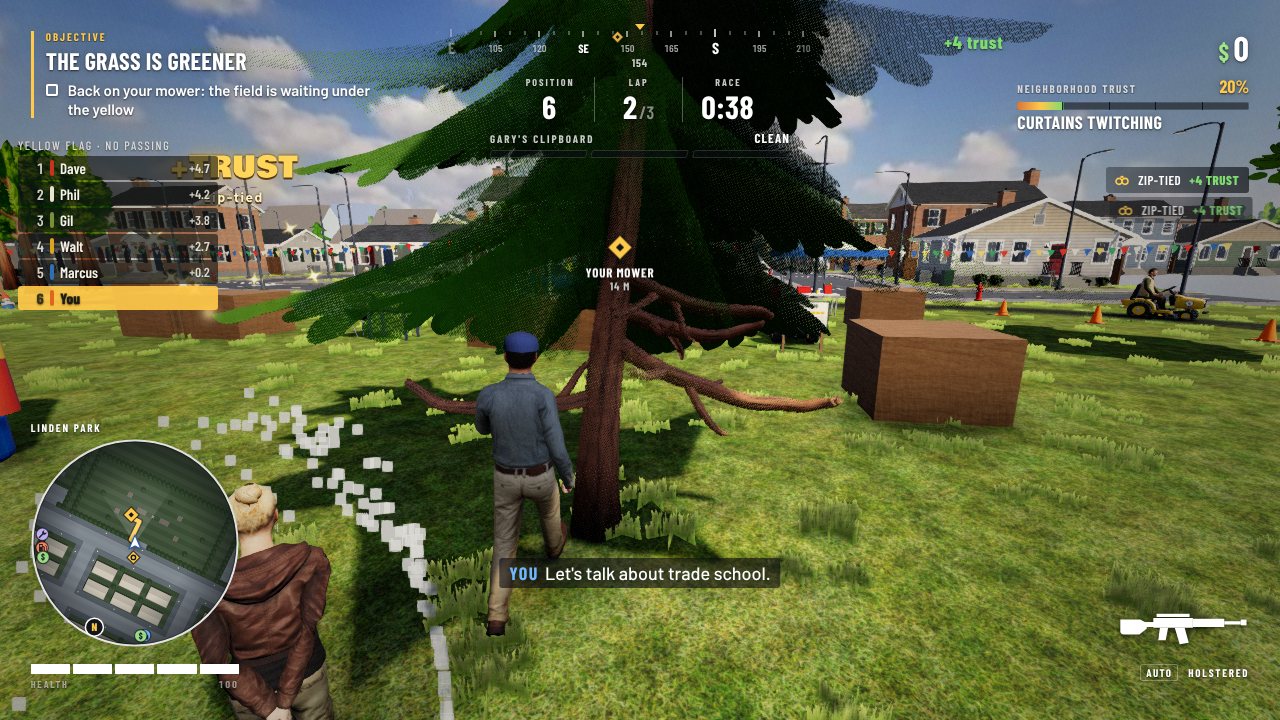 OBJECTIVE
THE GRASS IS GREENER
Back on your mower: the field is waiting under
the yellow
YELLOW FLAG · NO PASSING
1 Dave +4.7
2 Phil +4.2
3 Gil +3.8
4 Walt +2.7
5 Marcus +0.2
6 You
TRUST
p-tied
E 105 120 SE 150 165 S 195 210
154
POSITION LAP RACE
6 2/3 0:38
GARY'S CLIPBOARD CLEAN
+4 trust
$0
NEIGHBORHOOD TRUST 20%
CURTAINS TWITCHING
ZIP-TIED +4 TRUST
ZIP-TIED +4 TRUST
YOUR MOWER
14 M
LINDEN PARK
N
HEALTH 100
YOU Let's talk about trade school.
AUTO HOLSTERED